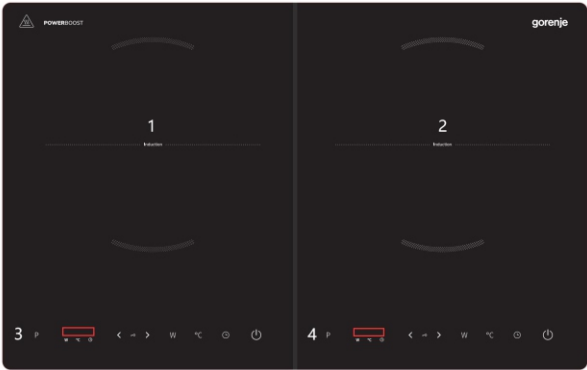 POWERBOOST
gorenje
1
2
Induction
Induction
3 P W °C < > W °C
4 P W °C < > W °C